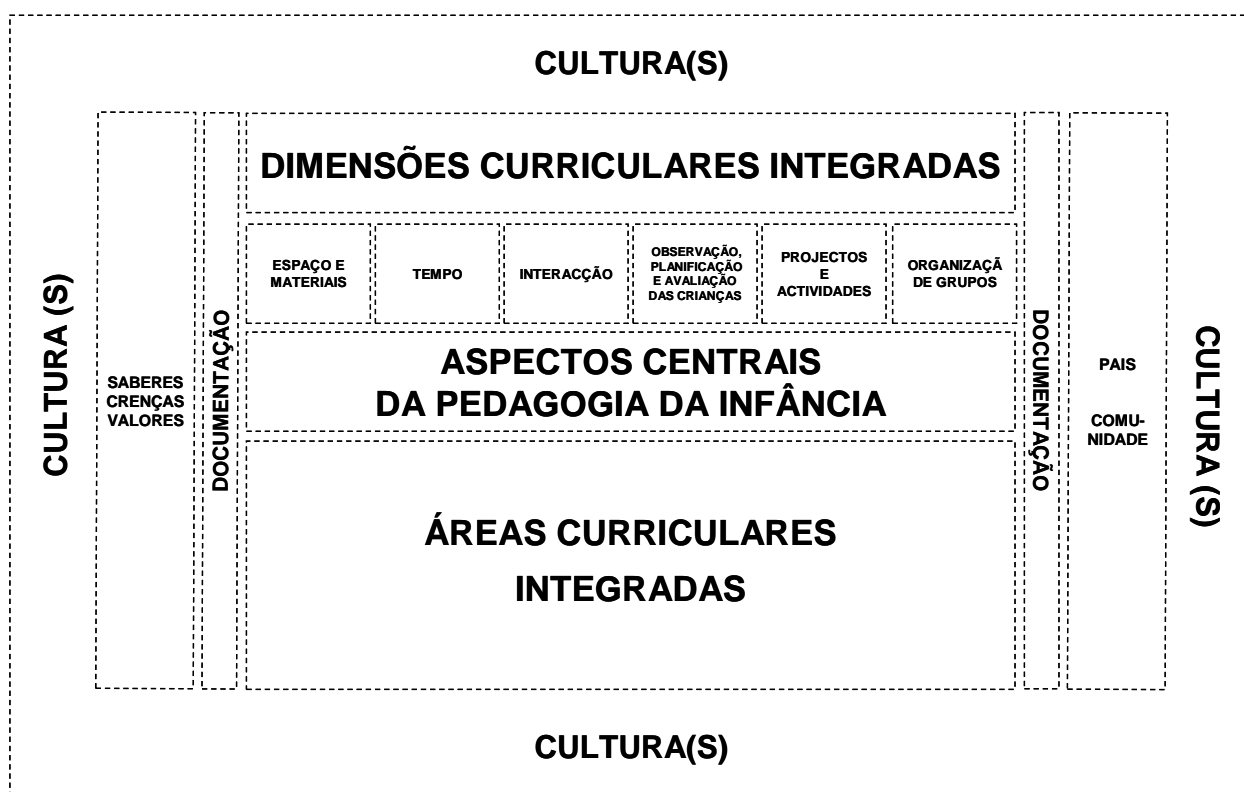 CULTURA(S)
CULTURA (S)
SABERES
CRENÇAS
VALORES
DOCUMENTAÇÃO
DIMENSÕES CURRICULARES INTEGRADAS
ESPAÇO E
MATERIAIS
TEMPO
INTERACÇÃO
OBSERVAÇÃO,
PLANIFICAÇÃO
E AVALIAÇÃO
DAS CRIANÇAS
PROJECTOS
E
ACTIVIDADES
ORGANIZAÇÃ
DE GRUPOS
ASPECTOS CENTRAIS
DA PEDAGOGIA DA INFÂNCIA
ÁREAS CURRICULARES
INTEGRADAS
DOCUMENTAÇÃO
PAIS
COMU-
NIDADE
CULTURA (S)
CULTURA(S)